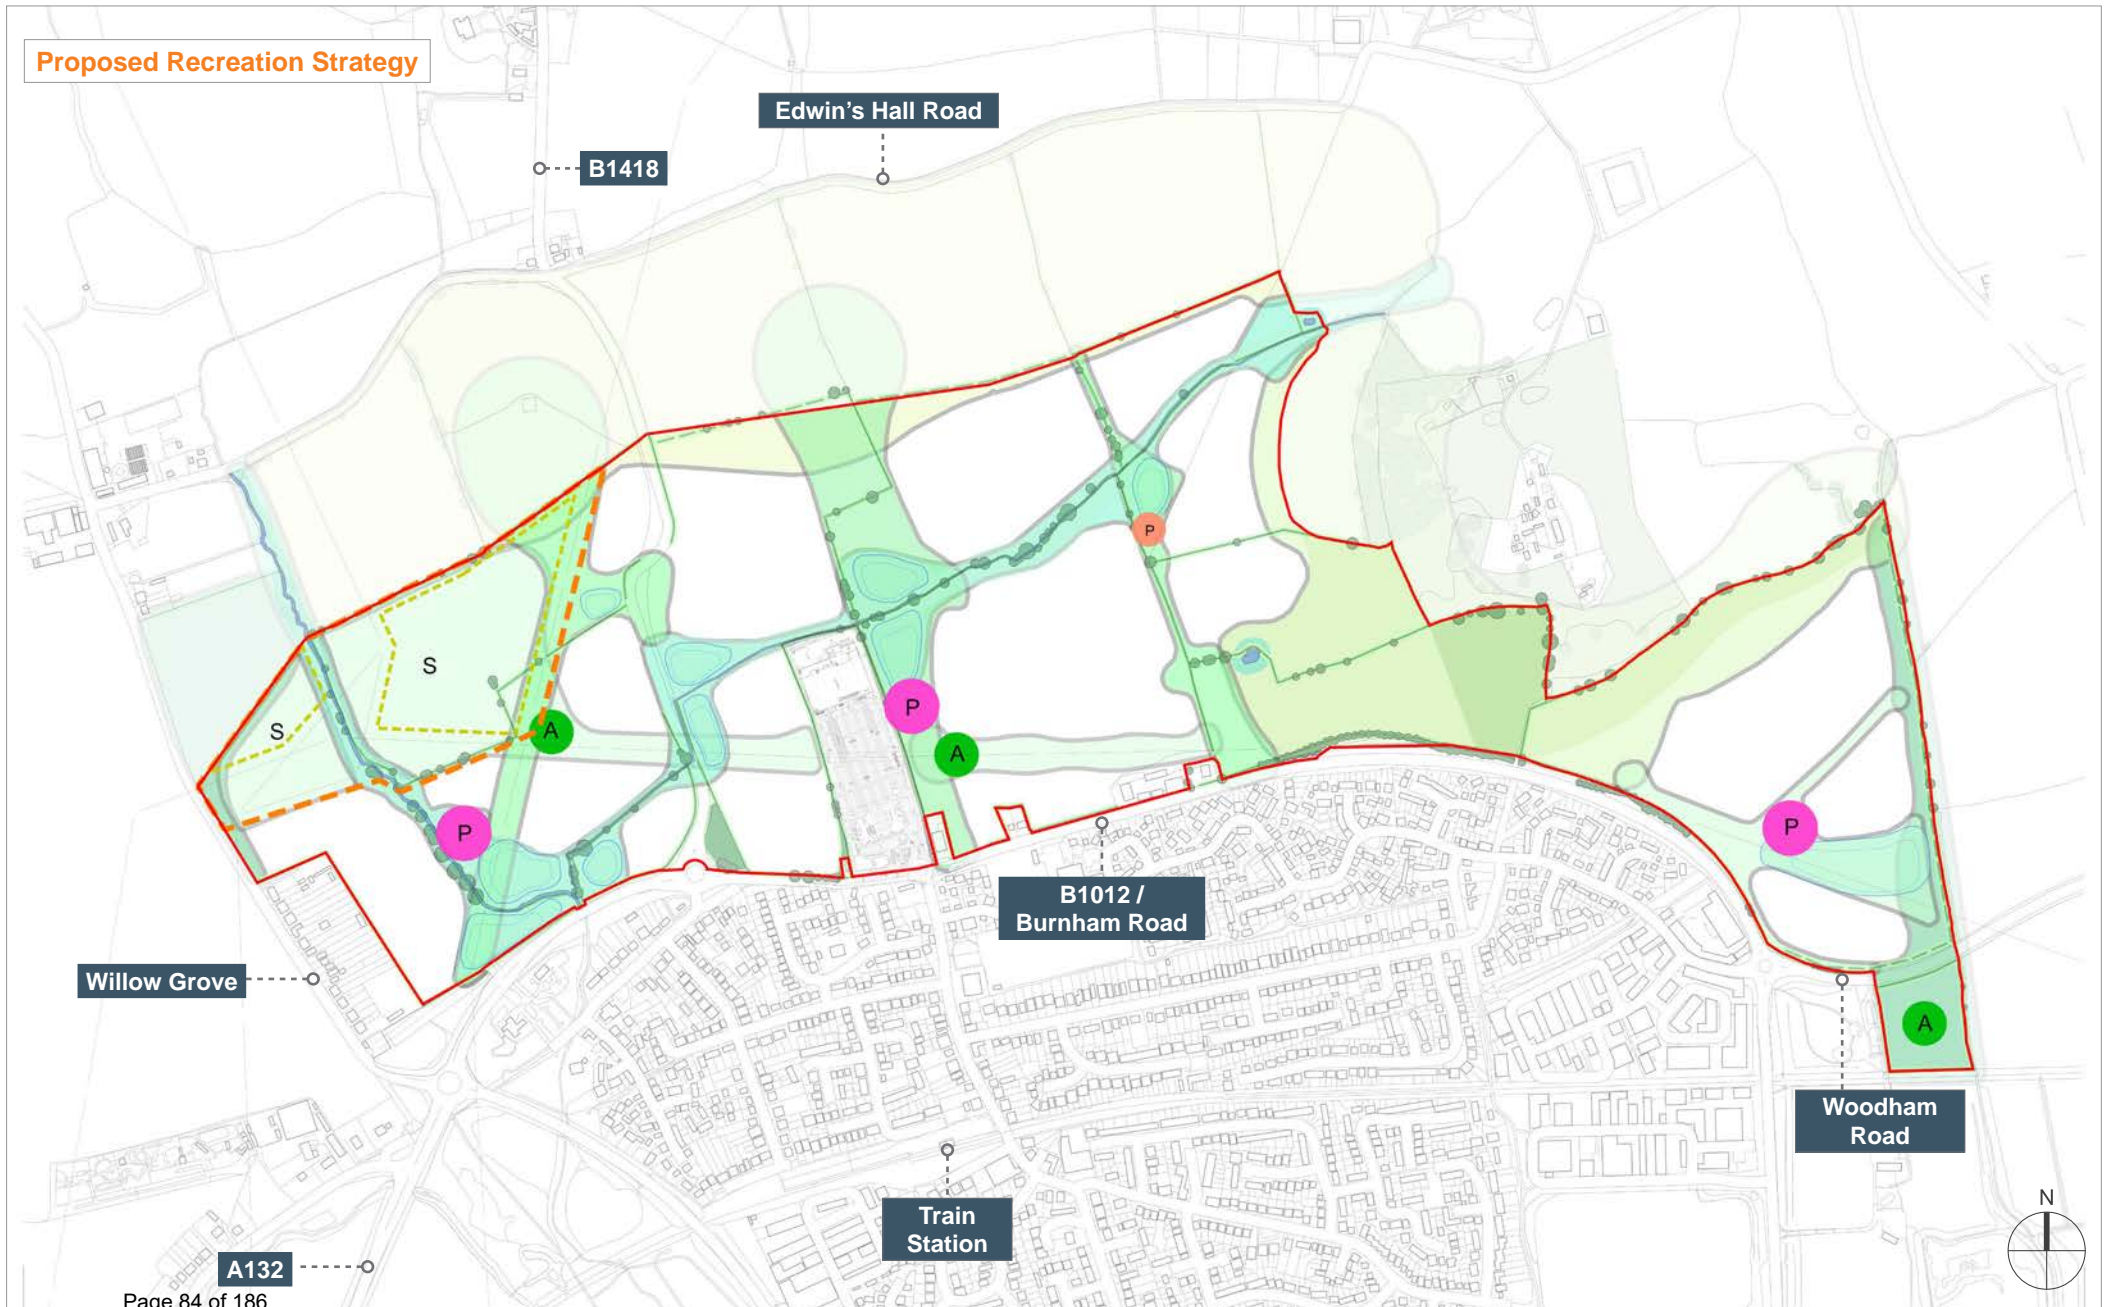 Proposed Recreation Strategy
Edwin's Hall Road
B1418
P
S
S
A
P
A
P
P
B1012 /
Burnham Road
Willow Grove
A
Woodham
Road
N
Train
Station
A132
Page 84 of 186